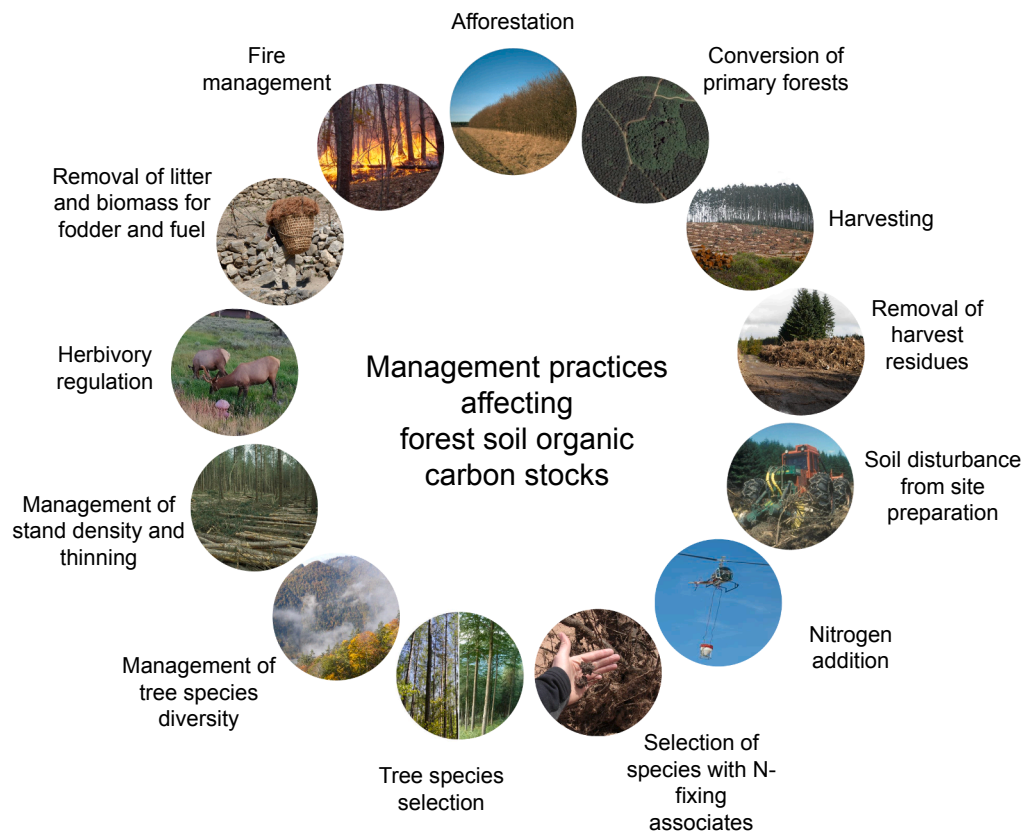 Afforestation
Conversion of
primary forests
Harvesting
Removal of
harvest
residues
Soil disturbance
from site
preparation
Nitrogen
addition
Selection of
species with N-
fixing
associates
Tree species
selection
Management of
tree species
diversity
Management of
stand density and
thinning
Herbivory
regulation
Removal of litter
and biomass for
fodder and fuel
Fire
management
Management practices
affecting
forest soil organic
carbon stocks